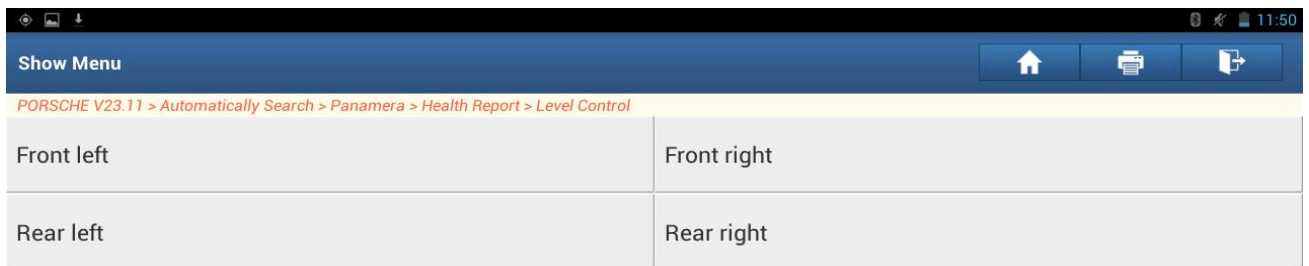 11:50
Show Menu
PORSCHE V23.11 > Automatically Search > Panamera > Health Report > Level Control
Front left
Front right
Rear left
Rear right